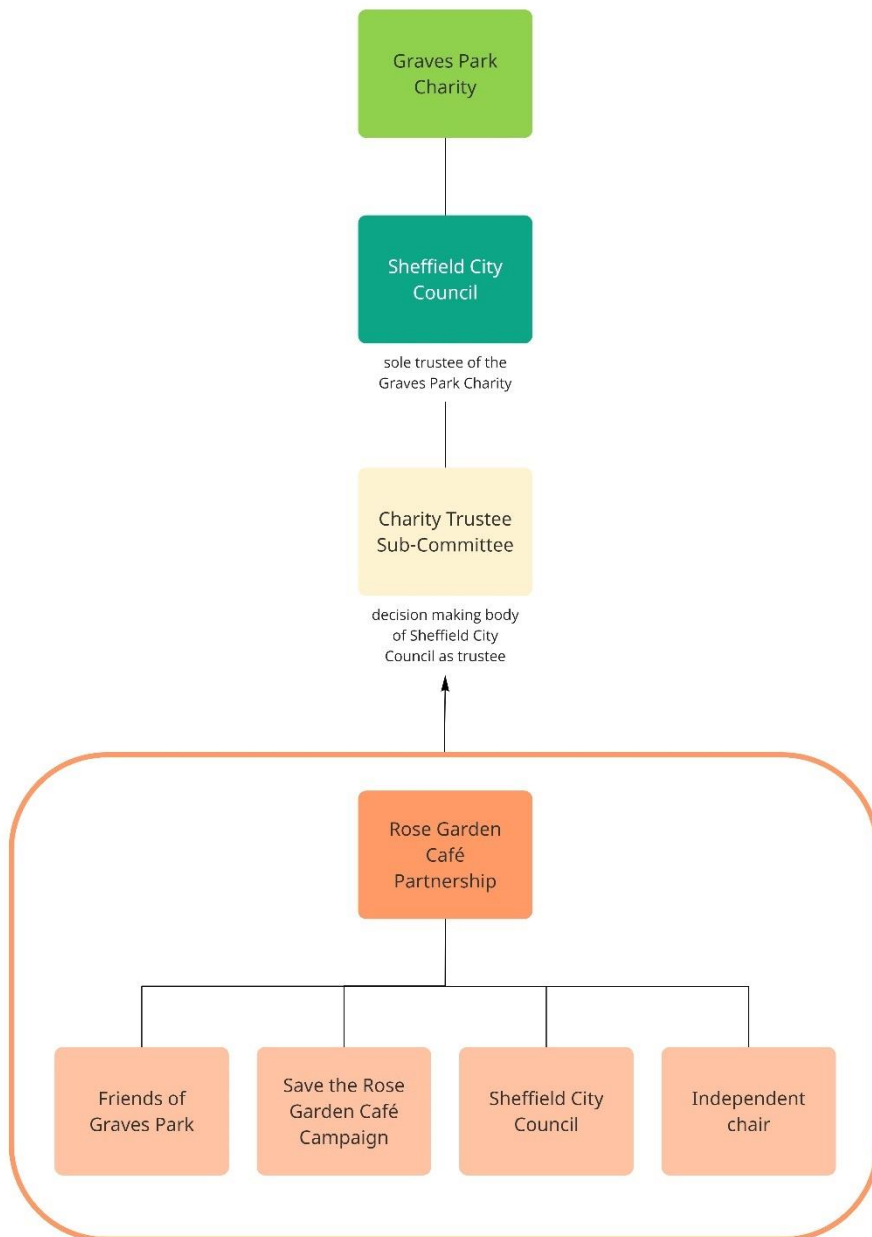 Graves Park
Charity
Sheffield City
Council
sole trustee of the
Graves Park Charity
Charity Trustee
Sub-Committee
decision making body
of Sheffield City
Council as trustee
Rose Garden
Café
Partnership
Friends of
Graves Park
Save the Rose
Garden Café
Campaign
Sheffield City
Council
Independent
chair